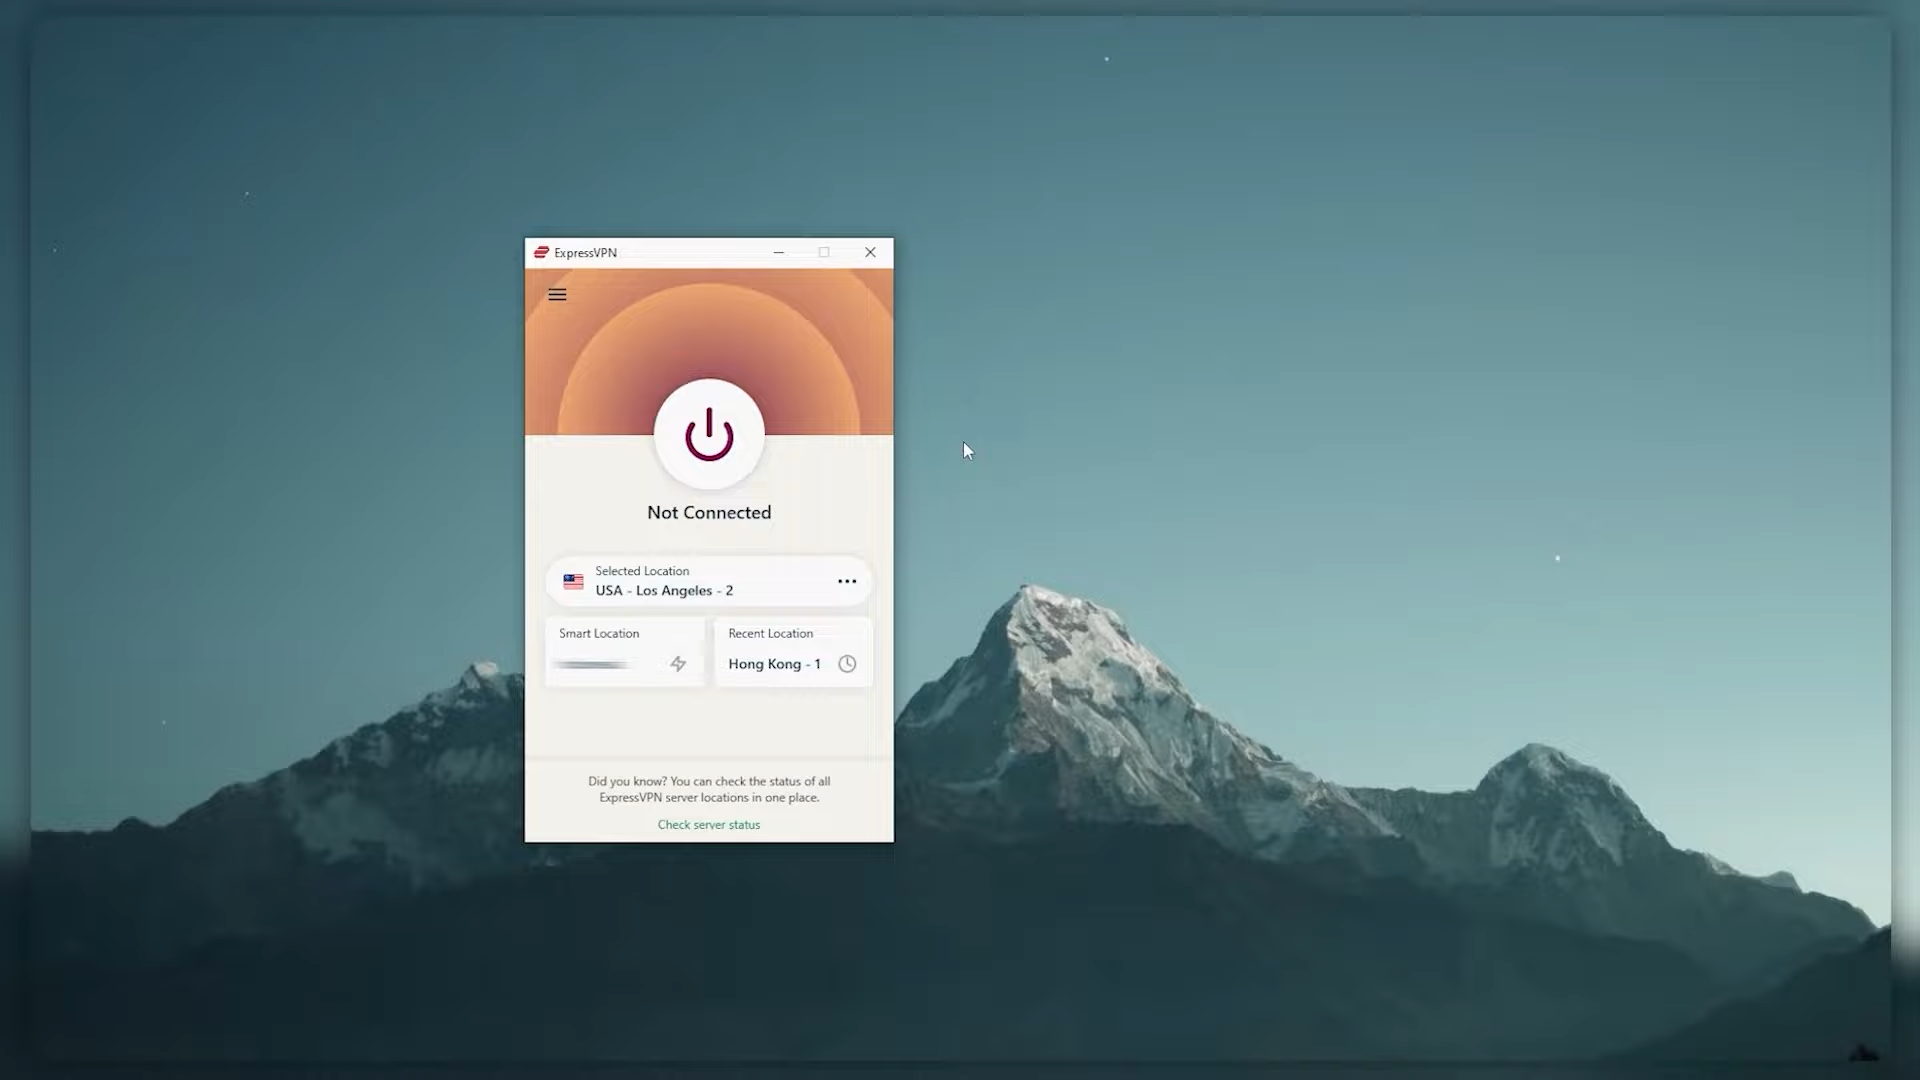 ExpressVPN
Not Connected
Selected Location
USA - Los Angeles - 2
Smart Location
Recent Location
Hong Kong - 1
Did you know? You can check the status of all
ExpressVPN server locations in one place.
Check server status